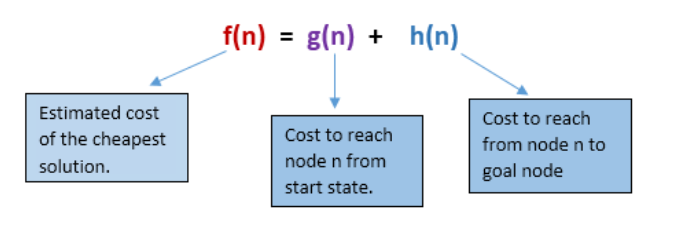 f(n) = g(n) + h(n)
Estimated cost
of the cheapest
solution.
Cost to reach
node n from
start state.
Cost to reach
from node n to
goal node